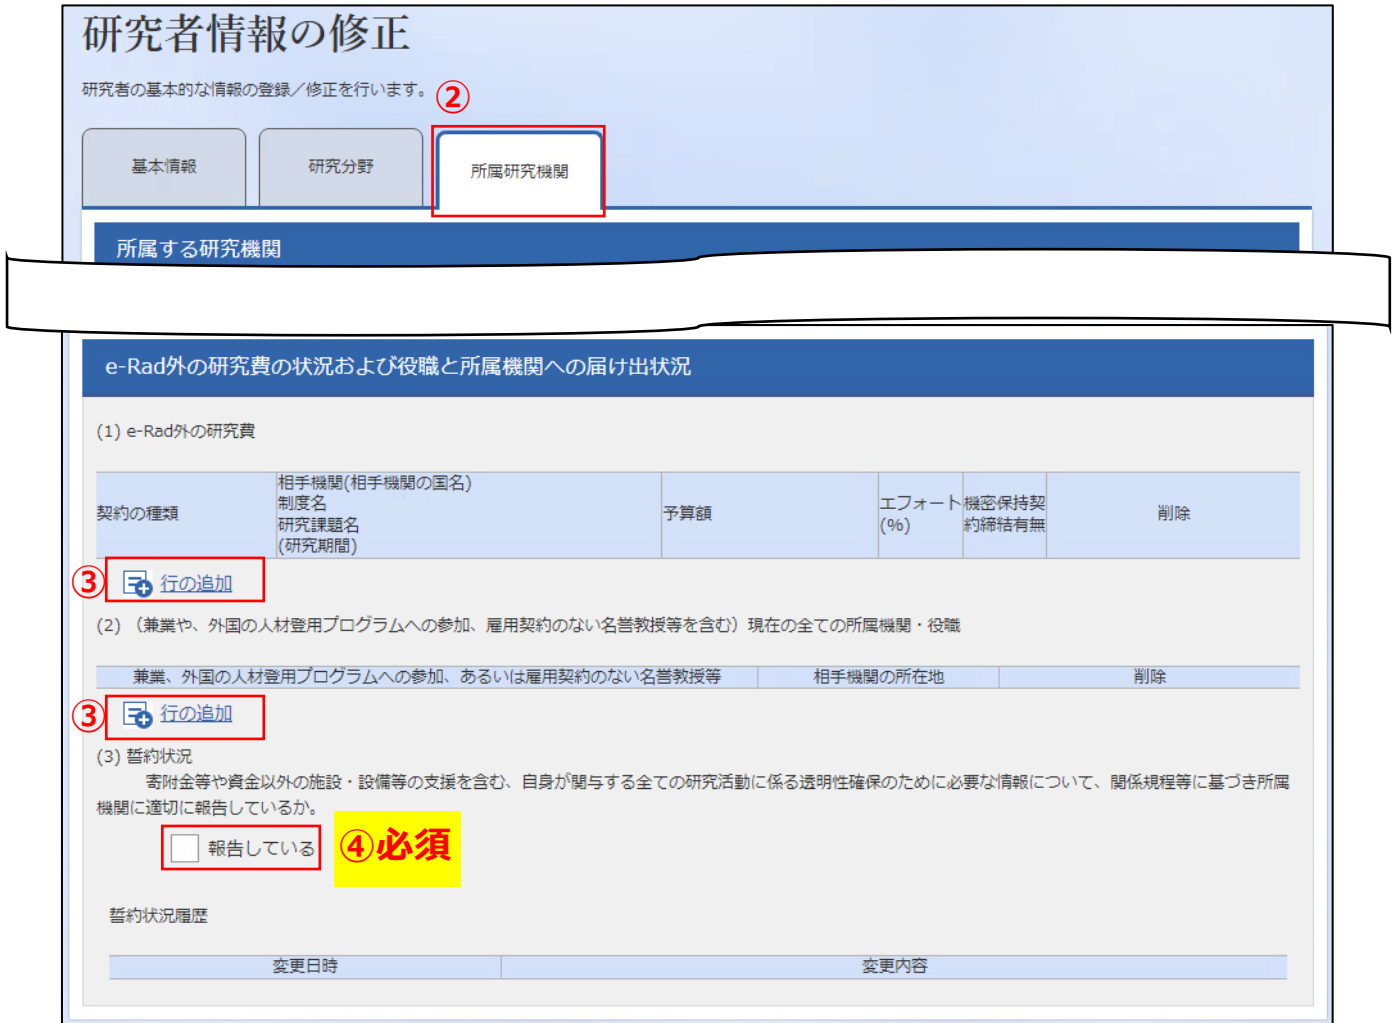 研究者情報の修正
研究者の基本的な情報の登録／修正を行います。
②
基本情報
研究分野
所属研究機関
所属する研究機関
e-Rad外の研究費の状況および役職と所属機関への届け出状況
(1) e-Rad外の研究費
契約の種類
相手機関(相手機関の国名)
制度名
研究課題名
(研究期間)
予算額
エフォート
(%)
機密保持契
約締結有無
削除
③
行の追加
(2) （兼業や、外国の人材登用プログラムへの参加、雇用契約のない名誉教授等を含む）現在の全ての所属機関・役職
兼業、外国の人材登用プログラムへの参加、あるいは雇用契約のない名誉教授等
相手機関の所在地
削除
③
行の追加
(3) 誓約状況
寄附金等や資金以外の施設・設備等の支援を含む、自身が関与する全ての研究活動に係る透明性確保のために必要な情報について、関係規程等に基づき所属
機関に適切に報告しているか。
報告している
④必須
誓約状況履歴
変更日時
変更内容